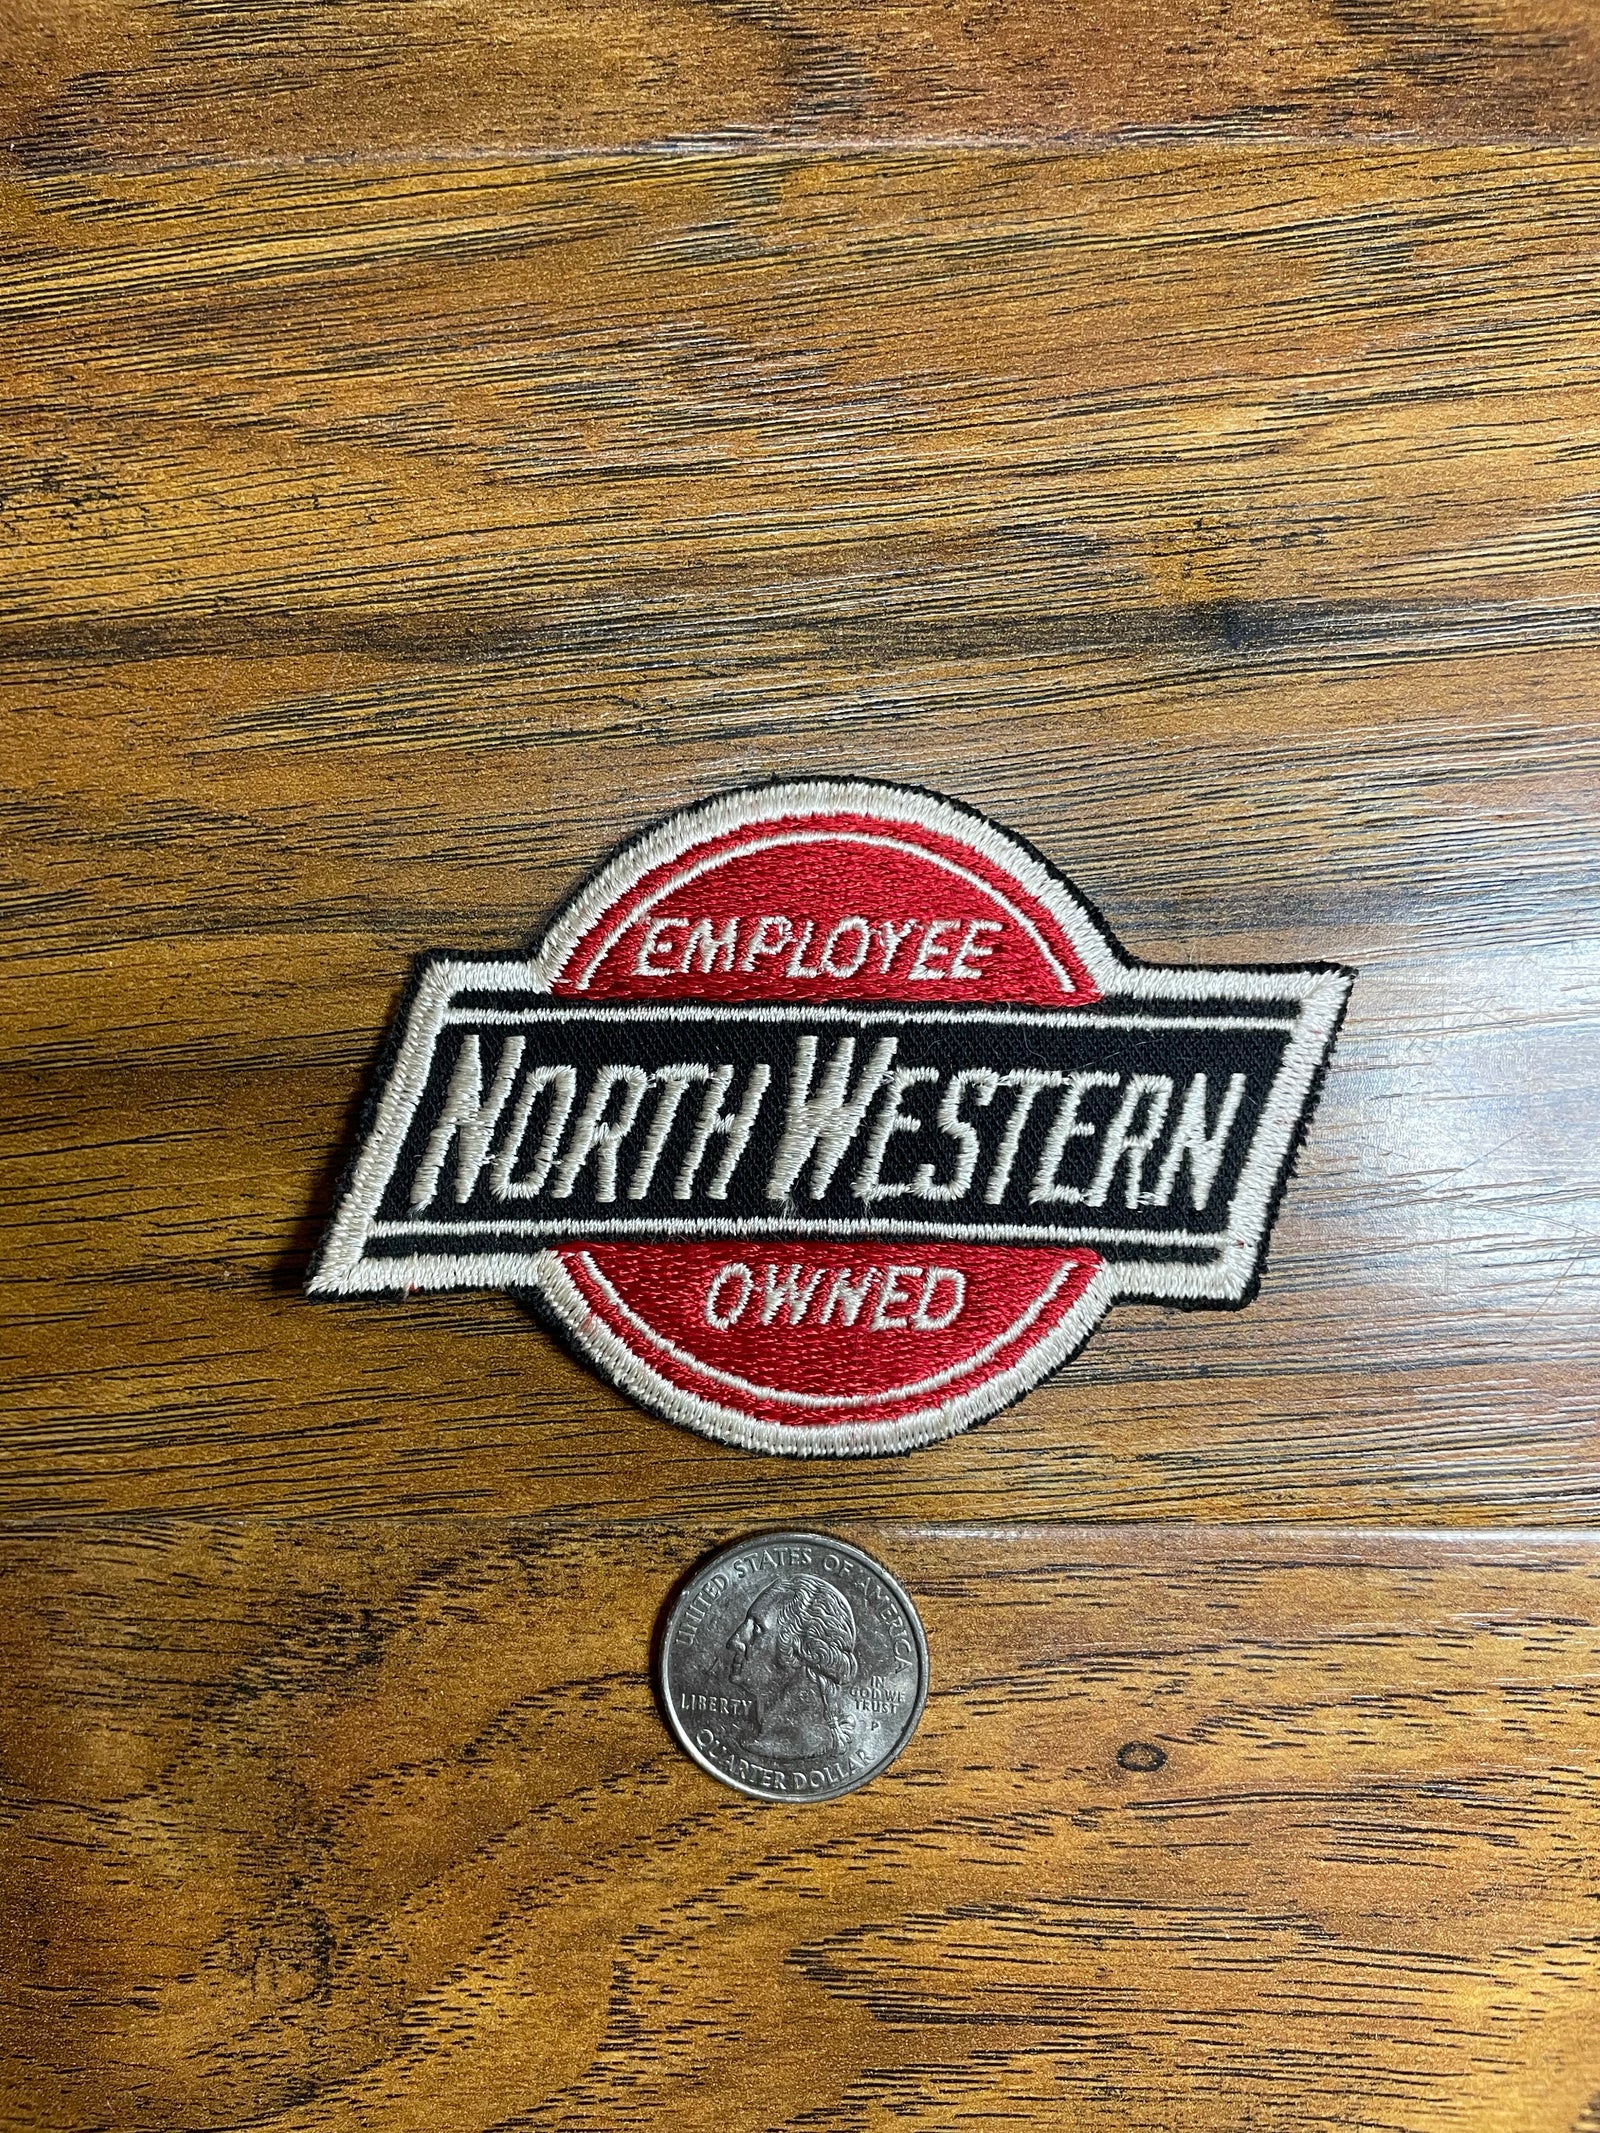 EMPLOYEE
NORTH WESTERN
OWNED
UNITED STATES OF AMERICA
LIBERTY
IN
GOD WE
TRUST
P
QUARTER DOLLAR